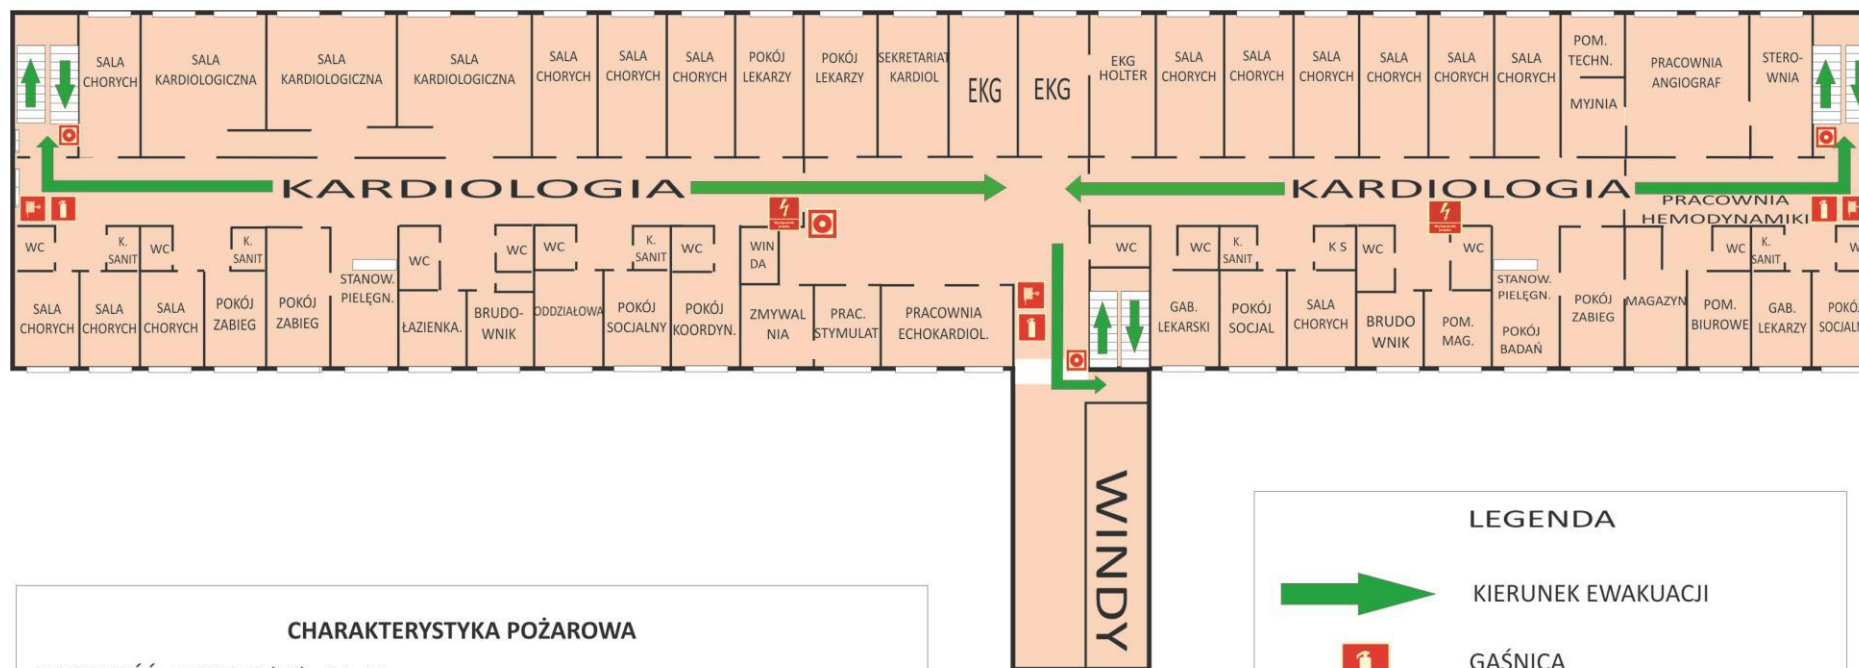 SALA
CHORYCH
SALA
KARDIOLOGICZNA
SALA
KARDIOLOGICZNA
SALA
KARDIOLOGICZNA
SALA
CHORYCH
SALA
CHORYCH
SALA
CHORYCH
POKÓJ
LEKARZY
POKÓJ
LEKARZY
SEKRETARIAT
KARDIOL
EKG
EKG
EKG
HOLTER
SALA
CHORYCH
SALA
CHORYCH
SALA
CHORYCH
SALA
CHORYCH
SALA
CHORYCH
SALA
CHORYCH
POM.
TECHN.
MYJNIA
PRACOWNIA
ANGIOGRAF
STERO-
WNIA
KARDIOLOGIA
KARDIOLOGIA
PRACOWNIA
HEMODYNAMIKI
WC
K.
SANIT
WC
K.
SANIT
WC
WC
WC
K.
SANIT
WC
WIN
DA
WC
WC
K.
SANIT
K S
WC
WC
WC
K.
SANIT
SALA
CHORYCH
SALA
CHORYCH
SALA
CHORYCH
POKÓJ
ZABIEG
POKÓJ
ZABIEG
STANOW.
PIELĘGN.
ŁAZIENKA.
BRUDO-
WNIK
ODDZIAŁOWA
POKÓJ
SOCJALNY
POKÓJ
KOORDYN.
ZMYWAL
NIA
PRAC.
STYMULAT.
PRACOWNIA
ECHOKARDIOL.
GAB.
LEKARSKI
POKÓJ
SOCJAL
SALA
CHORYCH
BRUDO
WNIK
POM.
MAG.
STANOW.
PIELĘGN.
POKÓJ
BADAŃ
POKÓJ
ZABIEG
MAGAZYN
POM.
BIUROWE
GAB.
LEKARZY
POKÓJ
WINDY
CHARAKTERYSTYKA POŻAROWA
LEGENDA
KIERUNEK EWAKUACJI
GAŚNICA